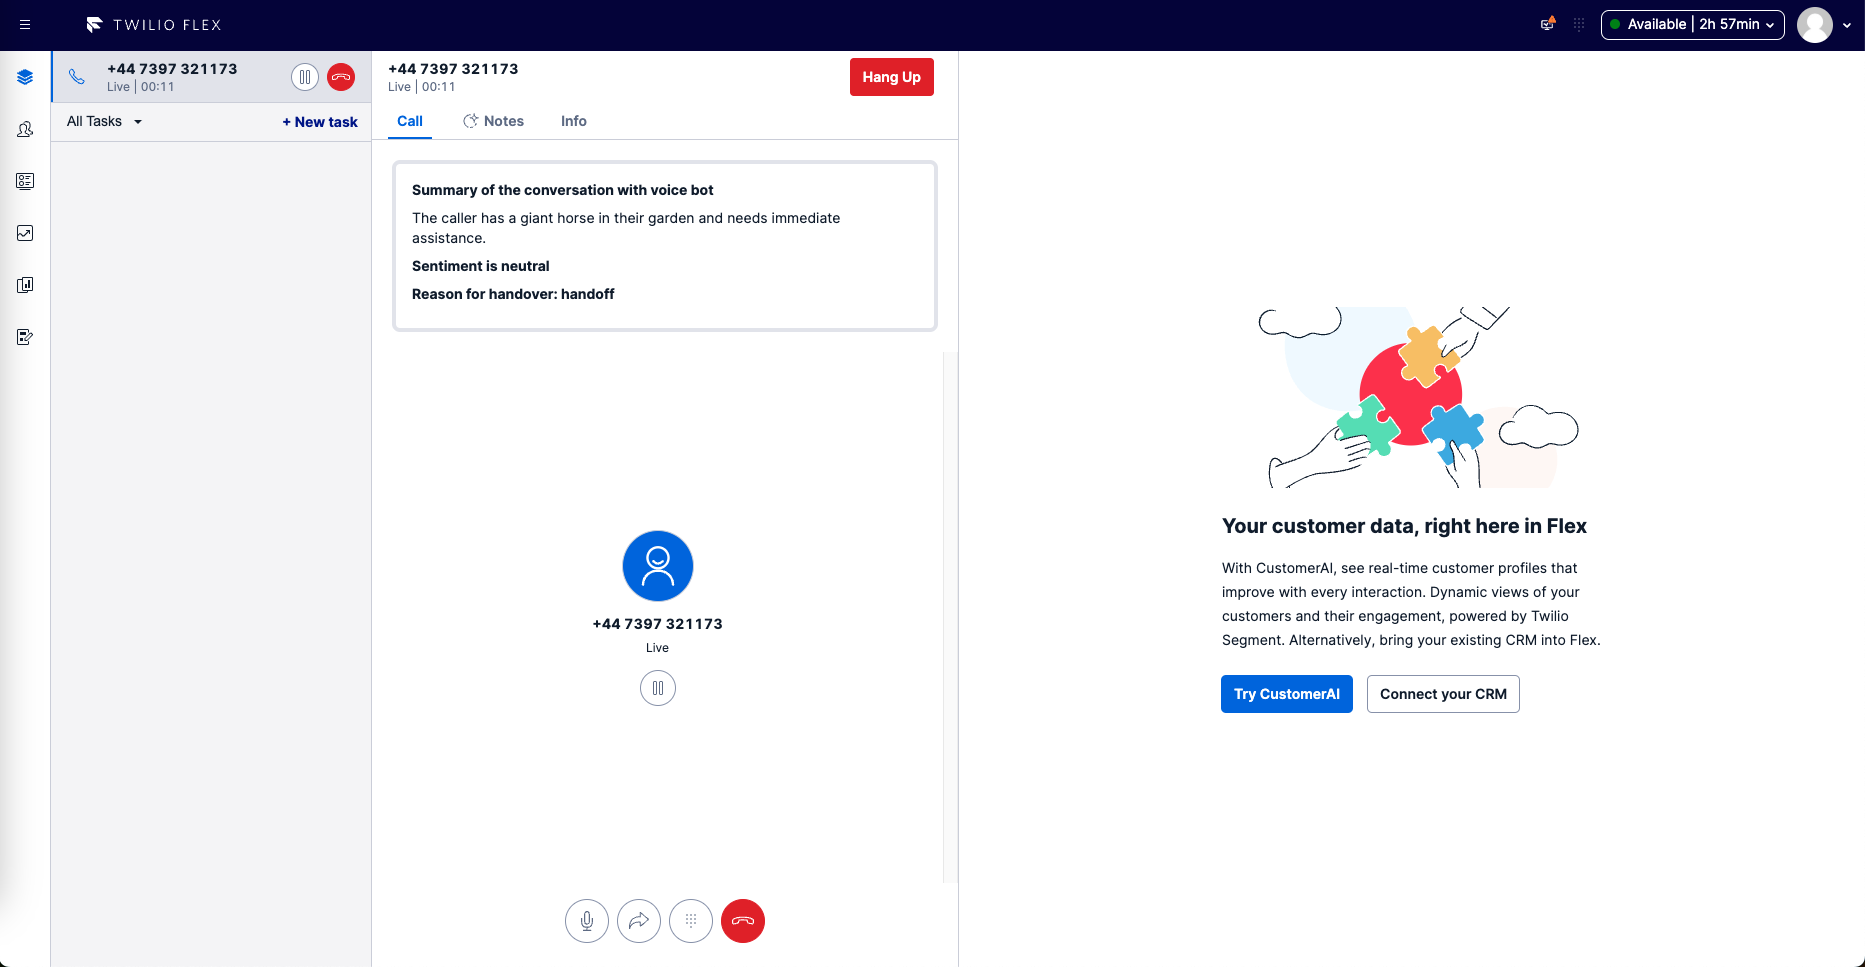 TWILIO FLEX
Available | 2h 57min
+44 7397 321173
Live | 00:11
All Tasks
+ New task
+44 7397 321173
Live | 00:11
Hang Up
Call
Notes
Info
Summary of the conversation with voice bot
The caller has a giant horse in their garden and needs immediate
assistance.
Sentiment is neutral
Reason for handover: handoff
+44 7397 321173
Live
Your customer data, right here in Flex
With CustomerAI, see real-time customer profiles that
improve with every interaction. Dynamic views of your
customers and their engagement, powered by Twilio
Segment. Alternatively, bring your existing CRM into Flex.
Try CustomerAI
Connect your CRM